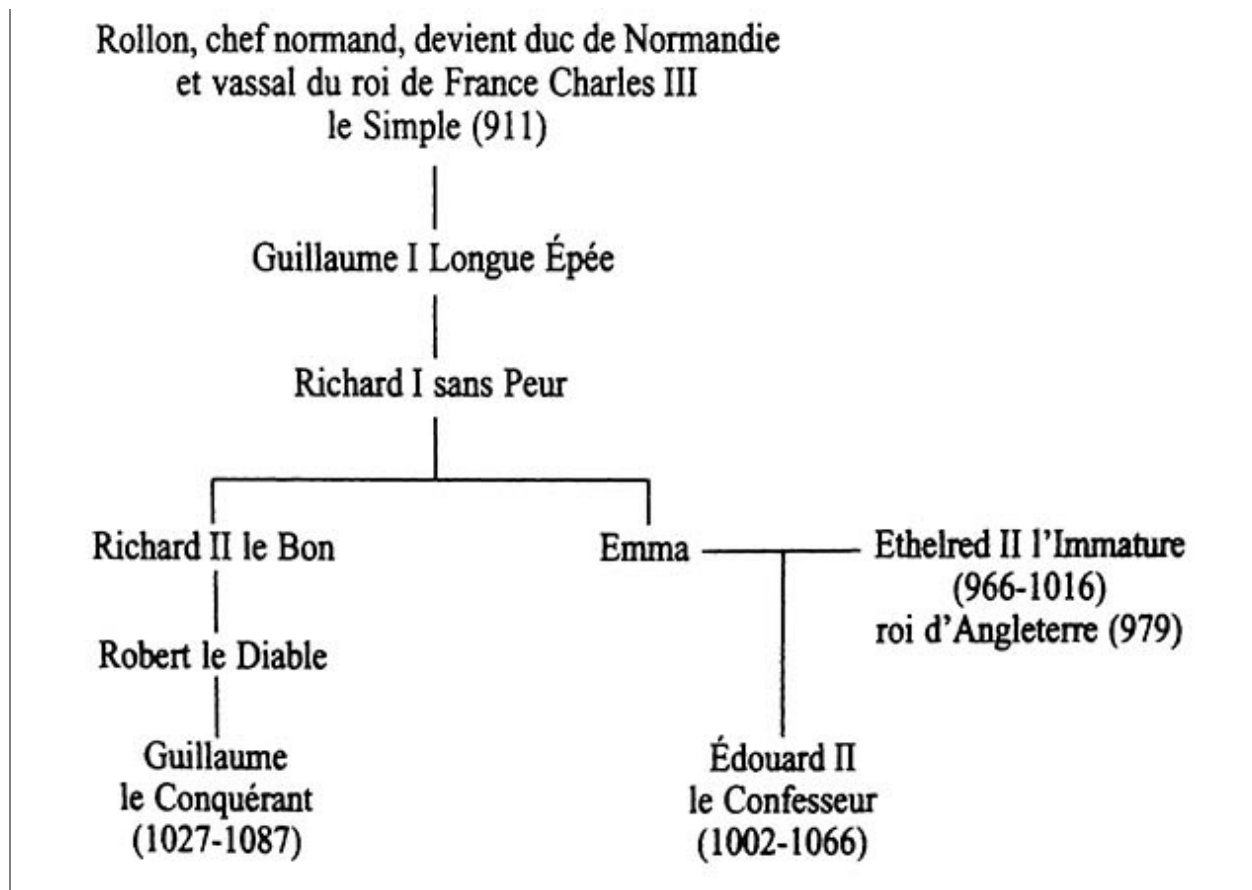 Rollon, chef normand, devient duc de Normandie
et vassal du roi de France Charles III
le Simple (911)
Guillaume I Longue Épée
Richard I sans Peur
Richard II le Bon
Emma
Ethelred II l'Immature
(966-1016)
roi d'Angleterre (979)
Robert le Diable
Guillaume
le Conquérant
(1027-1087)
Édouard II
le Confesseur
(1002-1066)